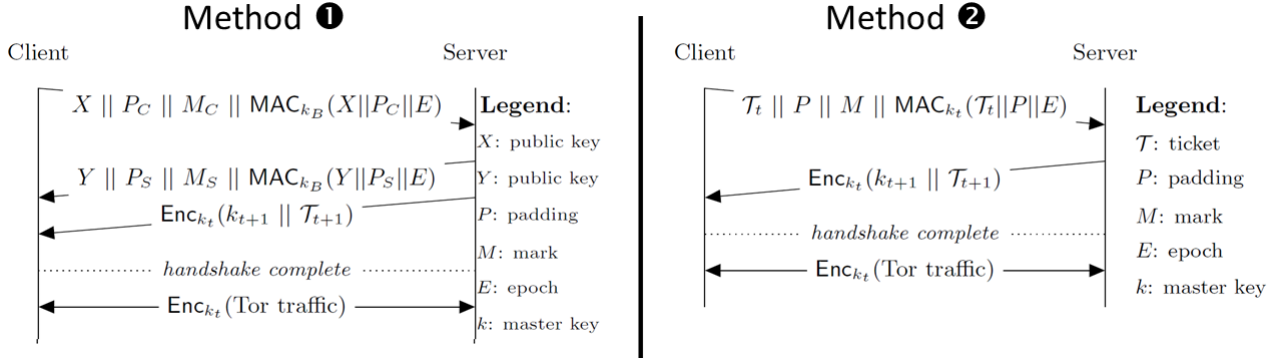 Method ❶
Client Server
X || P_C || M_C || MAC_{k_B}(X||P_C||E)
Y || P_S || M_S || MAC_{k_B}(Y||P_S||E)
Enc_{k_t}(k_{t+1} || 𝒯_{t+1})
handshake complete
Enc_{k_t}(Tor traffic)
Legend:
X: public key
Y: public key
P: padding
M: mark
E: epoch
k: master key
Method ❷
Client Server
𝒯_t || P || M || MAC_{k_t}(𝒯_t||P||E)
Enc_{k_t}(k_{t+1} || 𝒯_{t+1})
handshake complete
Enc_{k_t}(Tor traffic)
Legend:
𝒯: ticket
P: padding
M: mark
E: epoch
k: master key